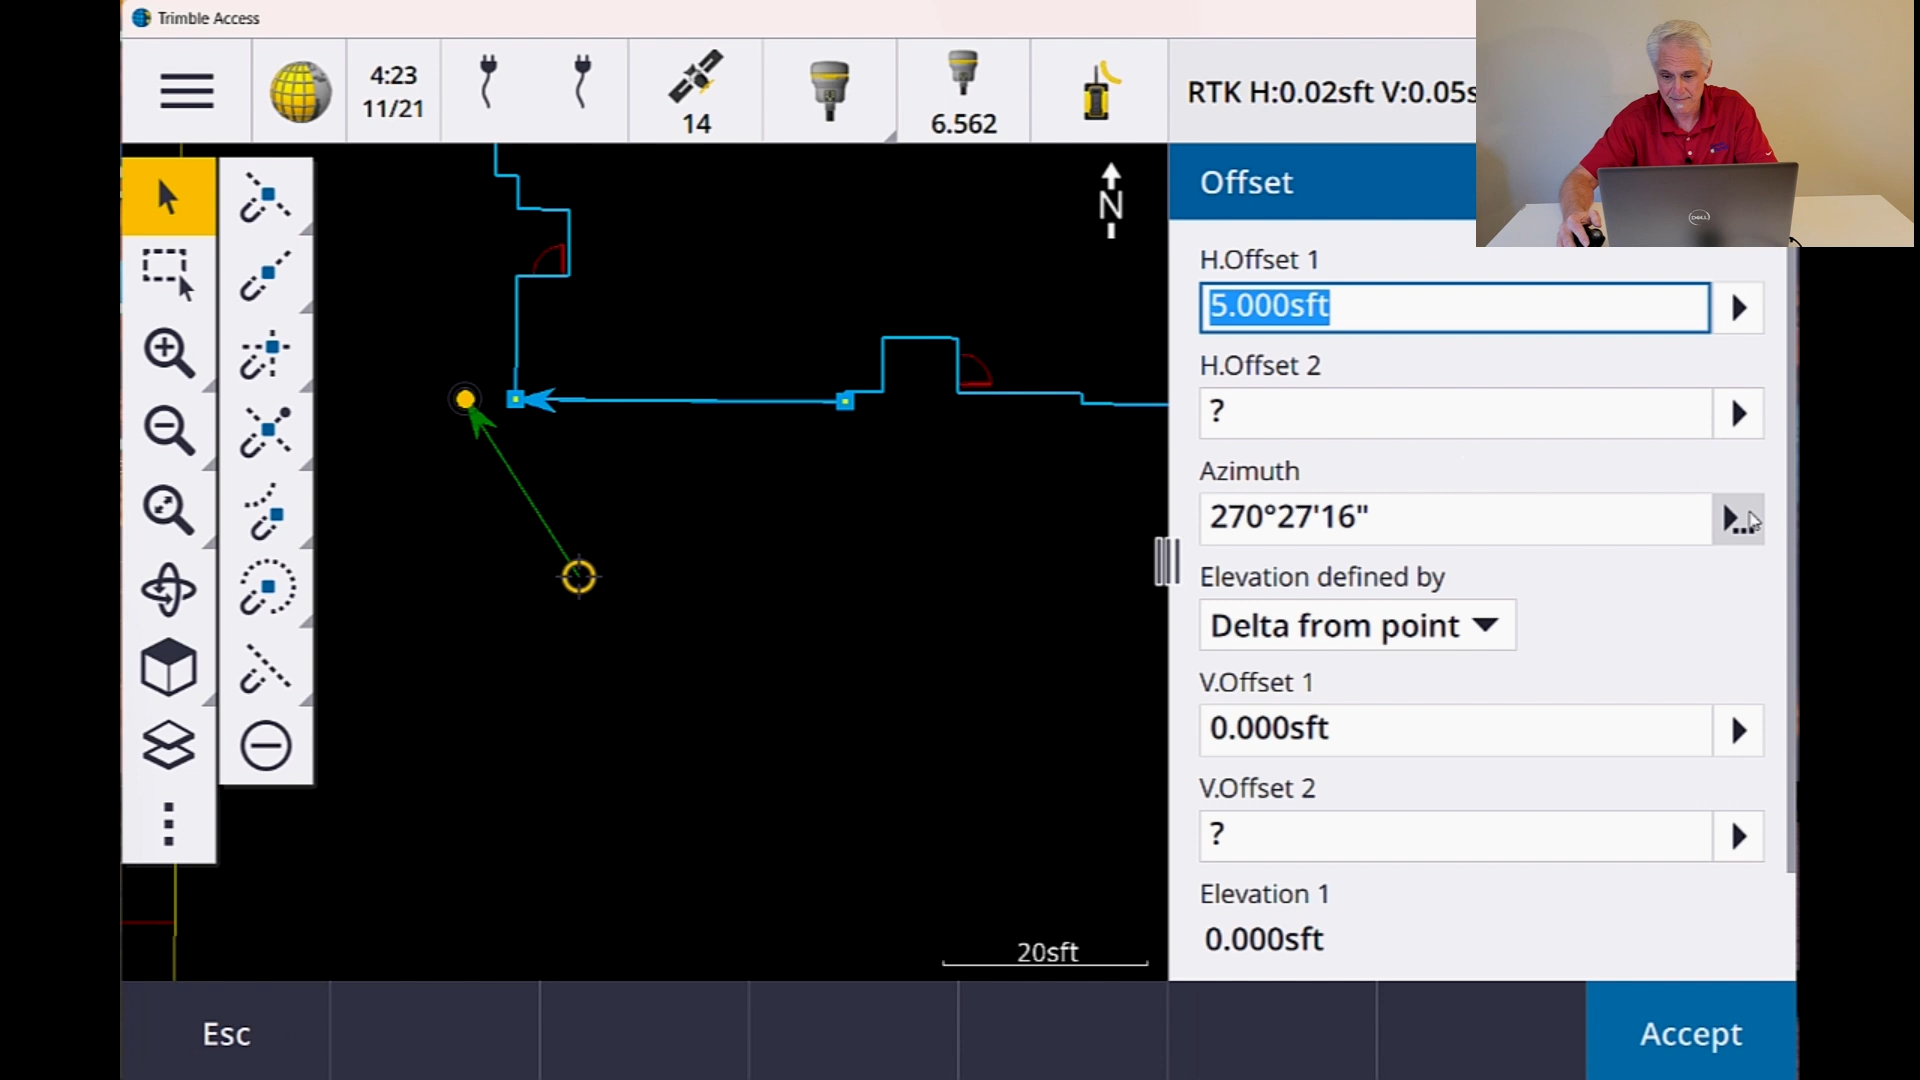 Trimble Access
4:23
11/21
14
6.562
RTK H:0.02sft V:0.05s
N
Offset
H.Offset 1
5.000sft
H.Offset 2
?
Azimuth
270°27'16"
Elevation defined by
Delta from point
V.Offset 1
0.000sft
V.Offset 2
?
Elevation 1
0.000sft
20sft
Esc
Accept
DELL